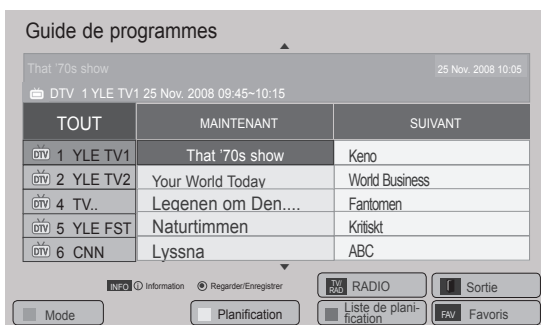 Guide de programmes
That '70s show 25 Nov. 2008 10:05
DTV 1 YLE TV1 25 Nov. 2008 09:45~10:15
TOUT MAINTENANT SUIVANT
DTV 1 YLE TV1 That '70s show Keno
DTV 2 YLE TV2 Your World Today World Business
DTV 4 TV.. Legenen om Den.... Fantomen
DTV 5 YLE FST Naturtimmen Kritiskt
DTV 6 CNN Lyssna ABC
INFO i Information Regarder/Enregistrer TV/RAD RADIO Sortie
Mode Planification Liste de plani-
fication FAV Favoris